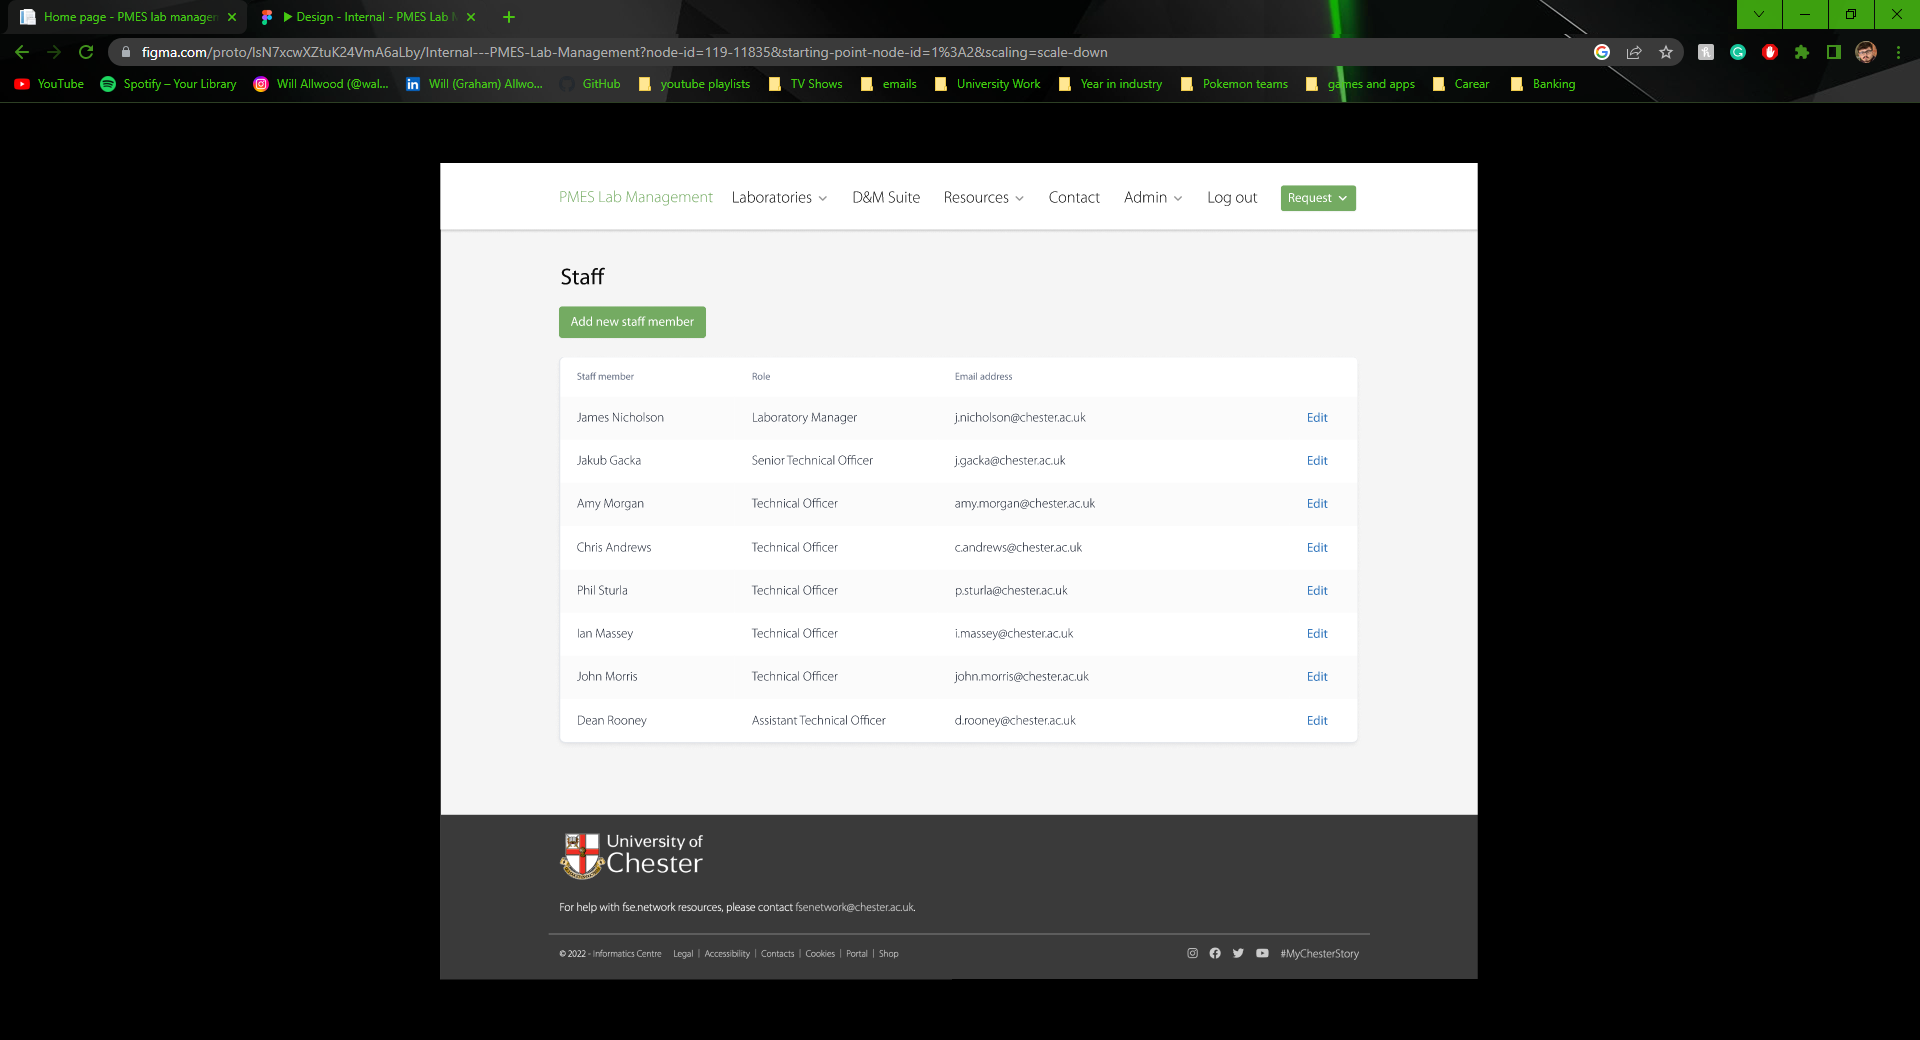 Home page - PMES lab manager
Design - Internal - PMES Lab M
figma.com/proto/IsN7xcwXZtuK24VmA6aLby/Internal---PMES-Lab-Management?node-id=119-11835&starting-point-node-id=1%3A2&scaling=scale-down
YouTube Spotify – Your Library Will Allwood (@wal... Will (Graham) Allwo... GitHub youtube playlists TV Shows emails University Work Year in industry Pokemon teams games and apps Carear Banking
PMES Lab Management Laboratories D&M Suite Resources Contact Admin Log out Request
Staff
Add new staff member
Staff member Role Email address
James Nicholson Laboratory Manager j.nicholson@chester.ac.uk Edit
Jakub Gacka Senior Technical Officer j.gacka@chester.ac.uk Edit
Amy Morgan Technical Officer amy.morgan@chester.ac.uk Edit
Chris Andrews Technical Officer c.andrews@chester.ac.uk Edit
Phil Sturla Technical Officer p.sturla@chester.ac.uk Edit
Ian Massey Technical Officer i.massey@chester.ac.uk Edit
John Morris Technical Officer john.morris@chester.ac.uk Edit
Dean Rooney Assistant Technical Officer d.rooney@chester.ac.uk Edit
University of
Chester
For help with fse.network resources, please contact fsenetwork@chester.ac.uk.
© 2022 - Informatics Centre Legal | Accessibility | Contacts | Cookies | Portal | Shop #MyChesterStory